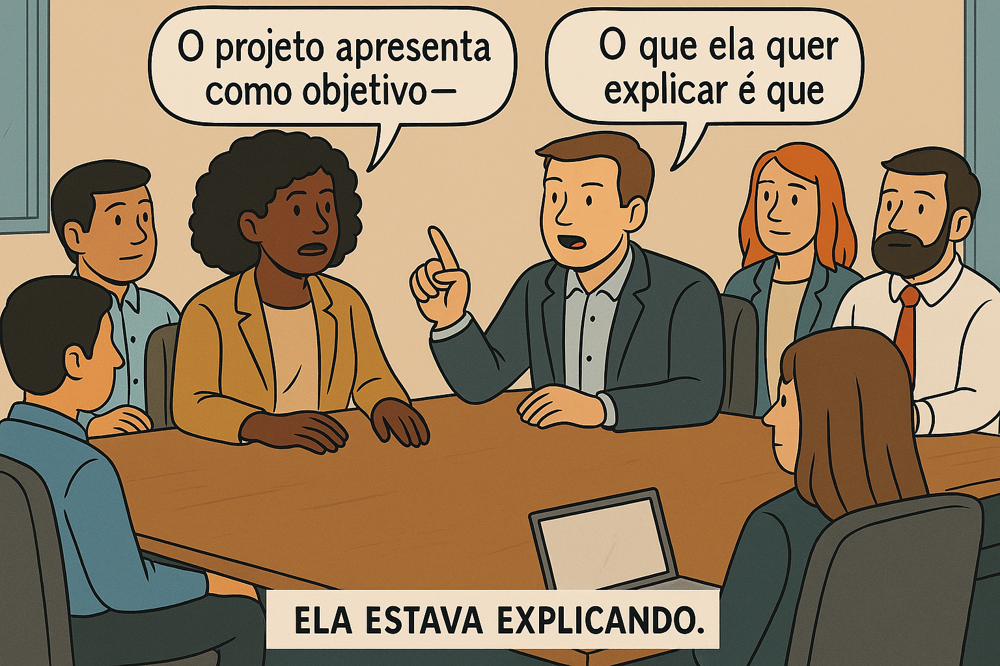 O projeto apresenta
como objetivo—
O que ela quer
explicar é que
ELA ESTAVA EXPLICANDO.